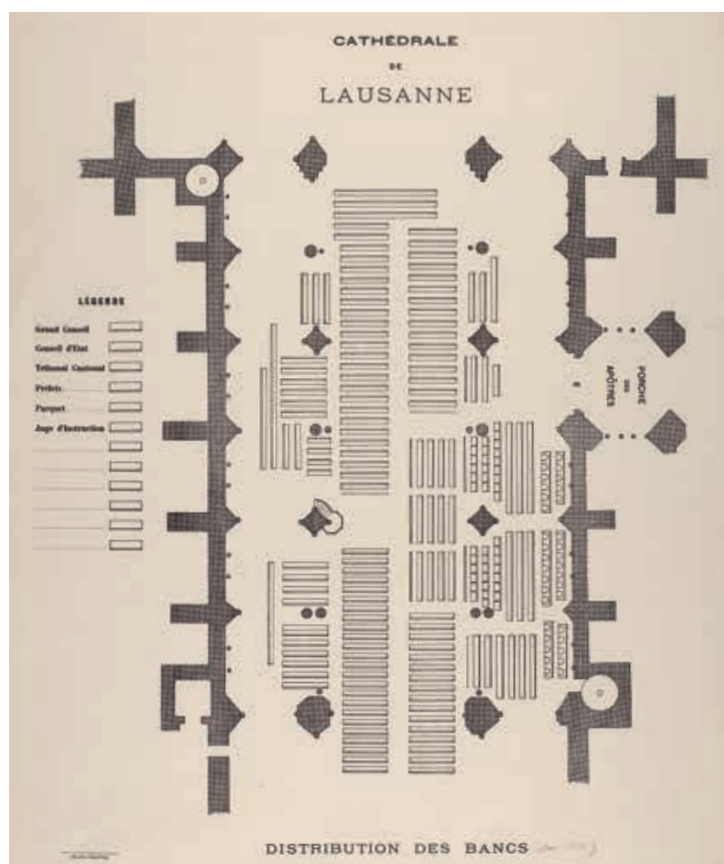 CATHÉDRALE
DE
LAUSANNE
LÉGENDE
Grand Conseil
Conseil d'Etat
Tribunal Cantonal
Préfets
Parquet
Juge d'Instruction
PORCHE
DES
APÔTRES
DISTRIBUTION DES BANCS